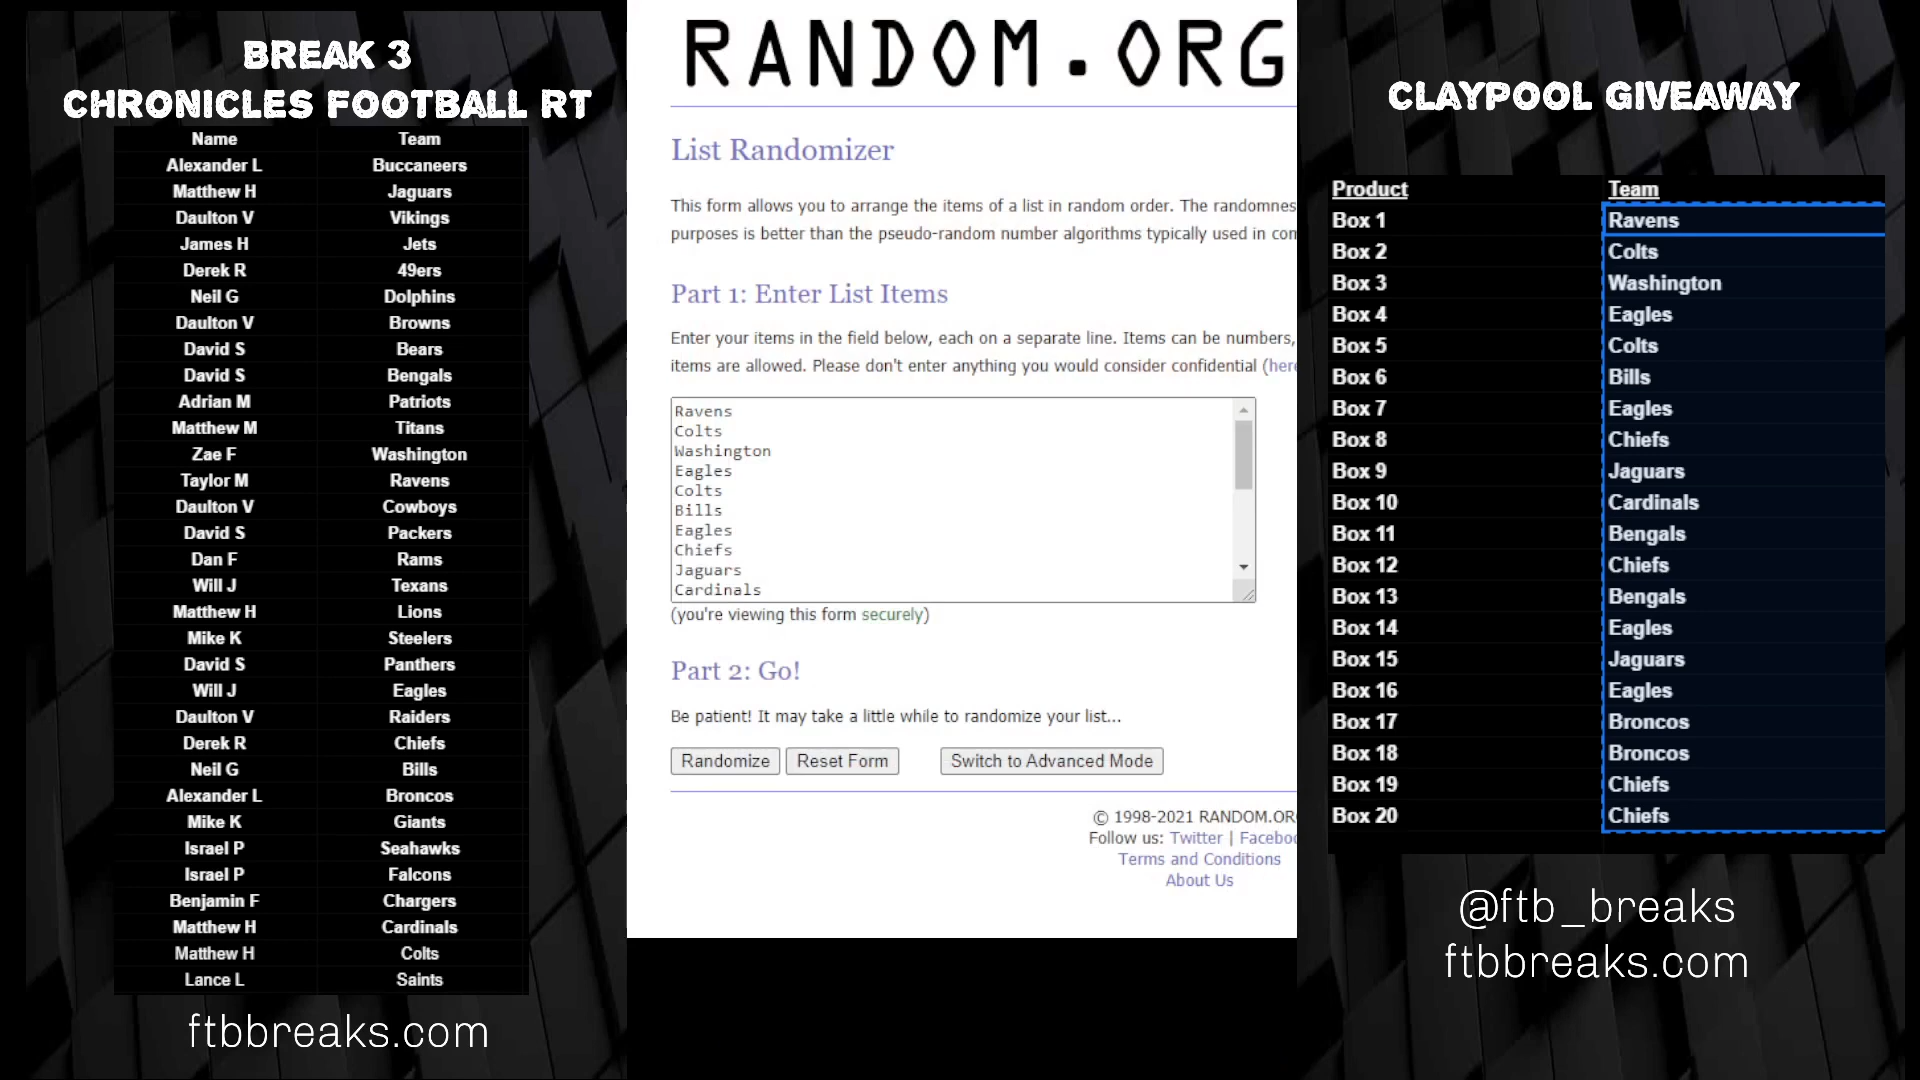 BREAK 3
CHRONICLES FOOTBALL RT
Name Team
Alexander L Buccaneers
Matthew H Jaguars
Daulton V Vikings
James H Jets
Derek R 49ers
Neil G Dolphins
Daulton V Browns
David S Bears
David S Bengals
Adrian M Patriots
Matthew M Titans
Zae F Washington
Taylor M Ravens
Daulton V Cowboys
David S Packers
Dan F Rams
Will J Texans
Matthew H Lions
Mike K Steelers
David S Panthers
Will J Eagles
Daulton V Raiders
Derek R Chiefs
Neil G Bills
Alexander L Broncos
Mike K Giants
Israel P Seahawks
Israel P Falcons
Benjamin F Chargers
Matthew H Cardinals
Matthew H Colts
Lance L Saints
ftbbreaks.com
RANDOM.ORG
List Randomizer
This form allows you to arrange the items of a list in random order. The randomnes
purposes is better than the pseudo-random number algorithms typically used in com
Part 1: Enter List Items
Enter your items in the field below, each on a separate line. Items can be numbers,
items are allowed. Please don't enter anything you would consider confidential (here
Ravens
Colts
Washington
Eagles
Colts
Bills
Eagles
Chiefs
Jaguars
Cardinals
(you're viewing this form securely)
Part 2: Go!
Be patient! It may take a little while to randomize your list...
Randomize Reset Form Switch to Advanced Mode
© 1998-2021 RANDOM.OR
Follow us: Twitter | Faceboo
Terms and Conditions
About Us
CLAYPOOL GIVEAWAY
Product Team
Box 1 Ravens
Box 2 Colts
Box 3 Washington
Box 4 Eagles
Box 5 Colts
Box 6 Bills
Box 7 Eagles
Box 8 Chiefs
Box 9 Jaguars
Box 10 Cardinals
Box 11 Bengals
Box 12 Chiefs
Box 13 Bengals
Box 14 Eagles
Box 15 Jaguars
Box 16 Eagles
Box 17 Broncos
Box 18 Broncos
Box 19 Chiefs
Box 20 Chiefs
@ftb_breaks
ftbbreaks.com